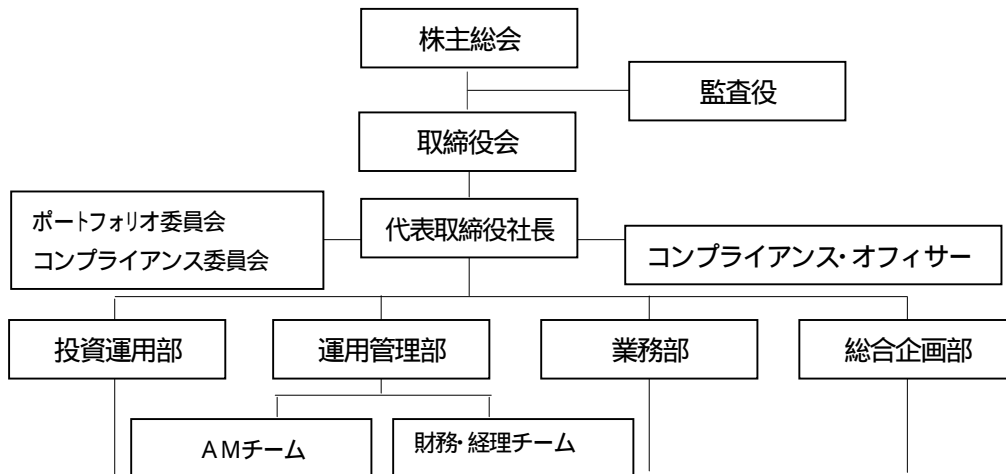 株主総会
監査役
取締役会
ポートフォリオ委員会
コンプライアンス委員会
代表取締役社長
コンプライアンス・オフィサー
投資運用部
運用管理部
業務部
総合企画部
AMチーム
財務・経理チーム